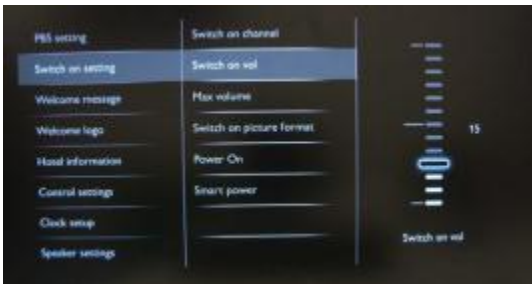 PBS setting
Switch on setting
Welcome message
Welcome logo
Hotel information
Control settings
Clock setup
Speaker settings
Switch on channel
Switch on vol
Max volume
Switch on picture format
Power On
Smart power
15
Switch on vol